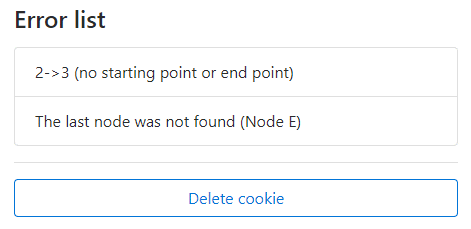 Error list
2->3 (no starting point or end point)
The last node was not found (Node E)
Delete cookie